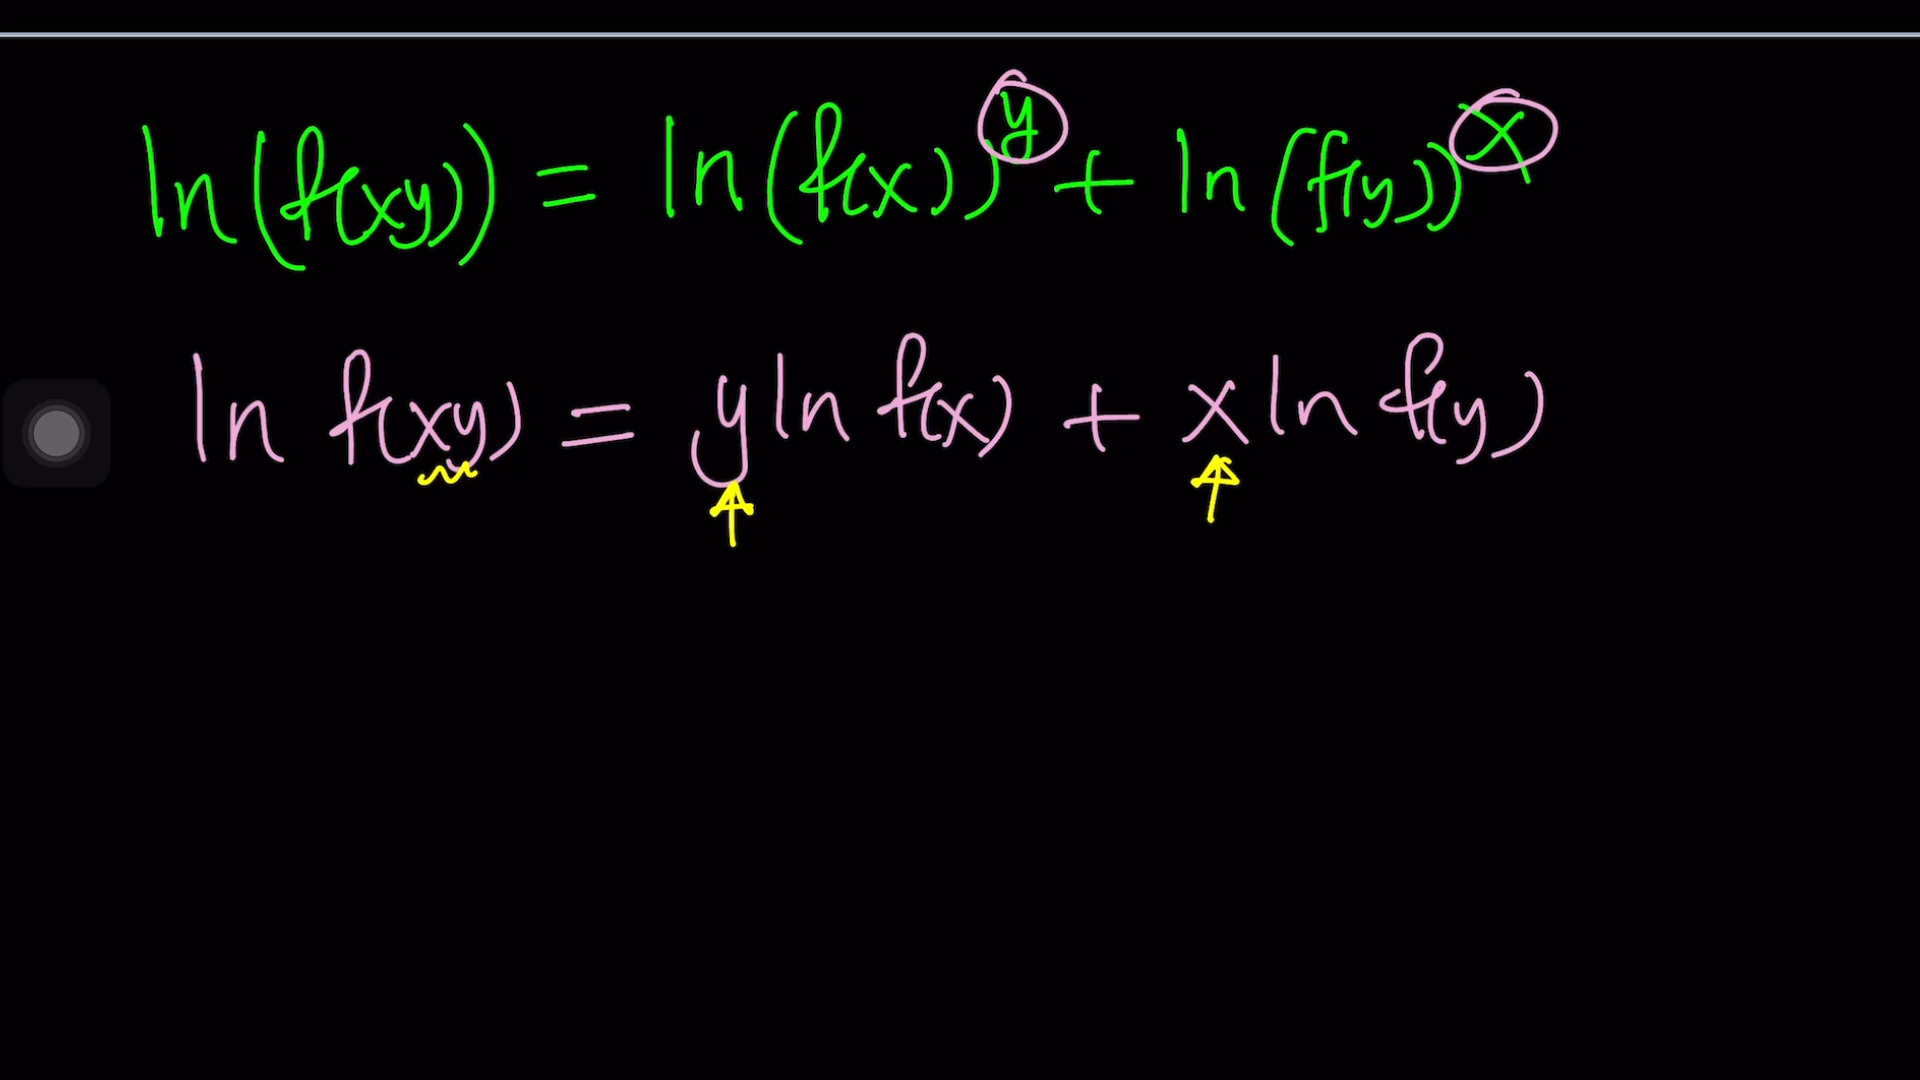 ln(f(xy)) = ln(f(x))^y + ln(f(y))^x
ln f(xy) = y ln f(x) + x ln f(y)